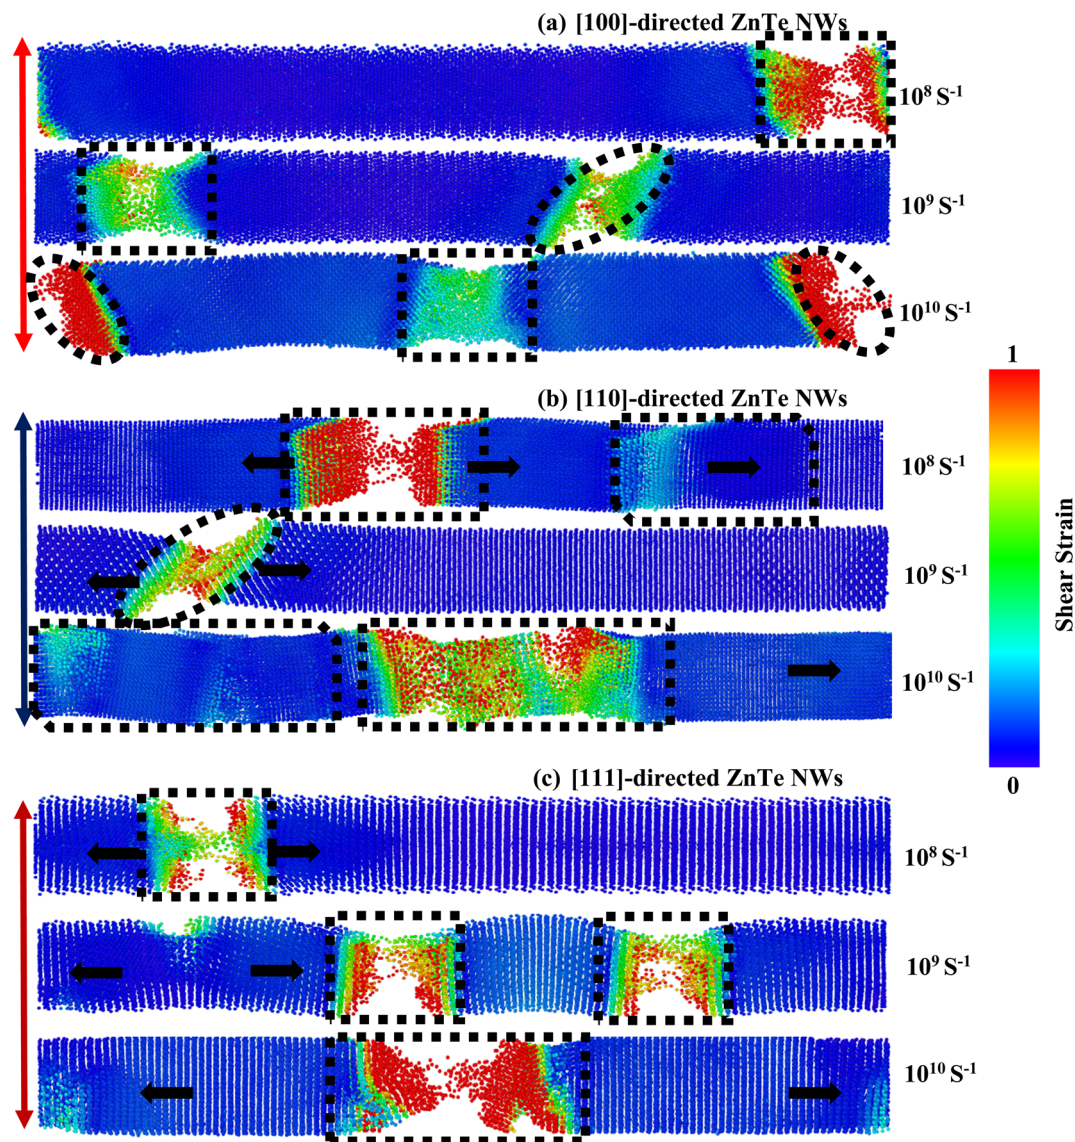 (a) [100]-directed ZnTe NWs
10⁸ S⁻¹
10⁹ S⁻¹
10¹⁰ S⁻¹
1
(b) [110]-directed ZnTe NWs
10⁸ S⁻¹
10⁹ S⁻¹
Shear Strain
10¹⁰ S⁻¹
0
(c) [111]-directed ZnTe NWs
10⁸ S⁻¹
10⁹ S⁻¹
10¹⁰ S⁻¹